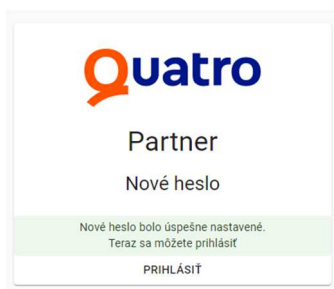 Quatro
Partner
Nové heslo
Nové heslo bolo úspešne nastavené.
Teraz sa môžete prihlásiť
PRIHLÁSIŤ